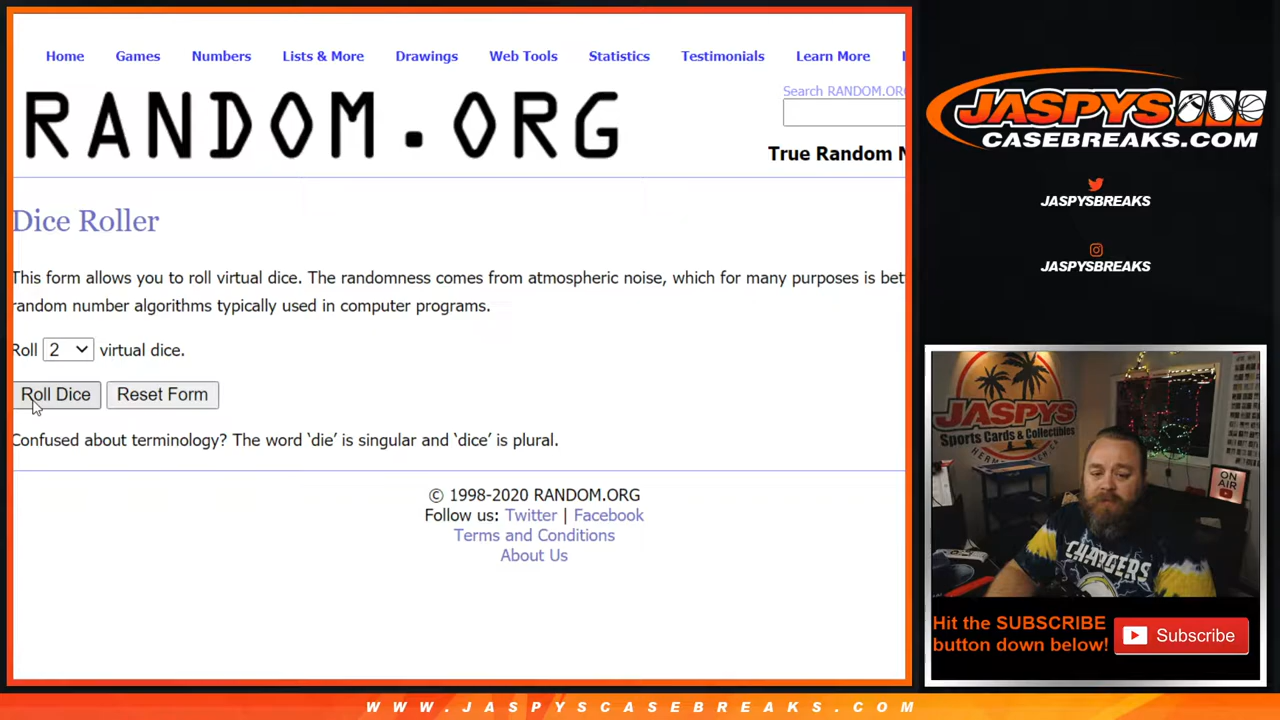 Home Games Numbers Lists & More Drawings Web Tools Statistics Testimonials Learn More
RANDOM.ORG
Search RANDOM.ORG
True Random N
Dice Roller
This form allows you to roll virtual dice. The randomness comes from atmospheric noise, which for many purposes is bet
random number algorithms typically used in computer programs.
Roll 2 virtual dice.
Roll Dice Reset Form
Confused about terminology? The word ‘die’ is singular and ‘dice’ is plural.
© 1998-2020 RANDOM.ORG
Follow us: Twitter | Facebook
Terms and Conditions
About Us
JASPYS
CASEBREAKS.COM
JASPYSBREAKS
JASPYSBREAKS
JASPYS
Sports Cards & Collectibles
ON
AIR
CHARGERS
Hit the SUBSCRIBE
button down below!
Subscribe
WWW.JASPYSCASEBREAKS.COM